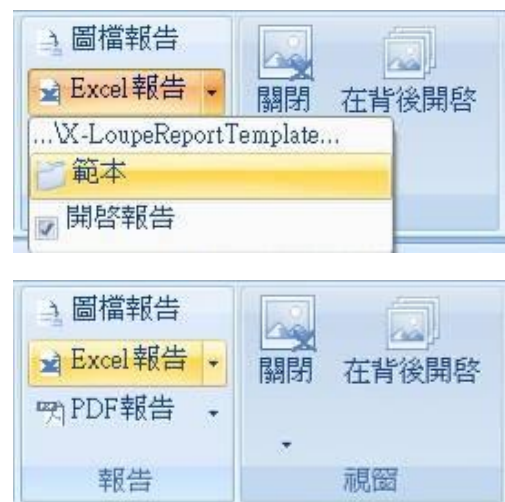 圖檔報告
Excel報告
關閉 在背後開啓
...\X-LoupeReportTemplate...
範本
開啓報告
圖檔報告
Excel報告
關閉 在背後開啓
PDF報告
報告 視窗